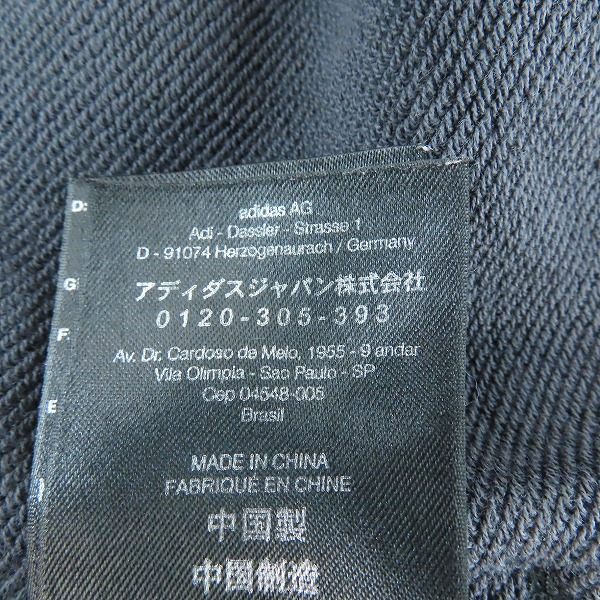 D:
adidas AG
Adi - Dassler - Strasse 1
D - 91074 Herzogenaurach / Germany
G
アディダスジャパン株式会社
0120-305-393
F
Av. Dr. Cardoso de Melo, 1955 - 9 andar
Vila Olimpia - Sao Paulo - SP
Cep 04548-005
E
Brasil
MADE IN CHINA
FABRIQUÉ EN CHINE
中国製
中国制造